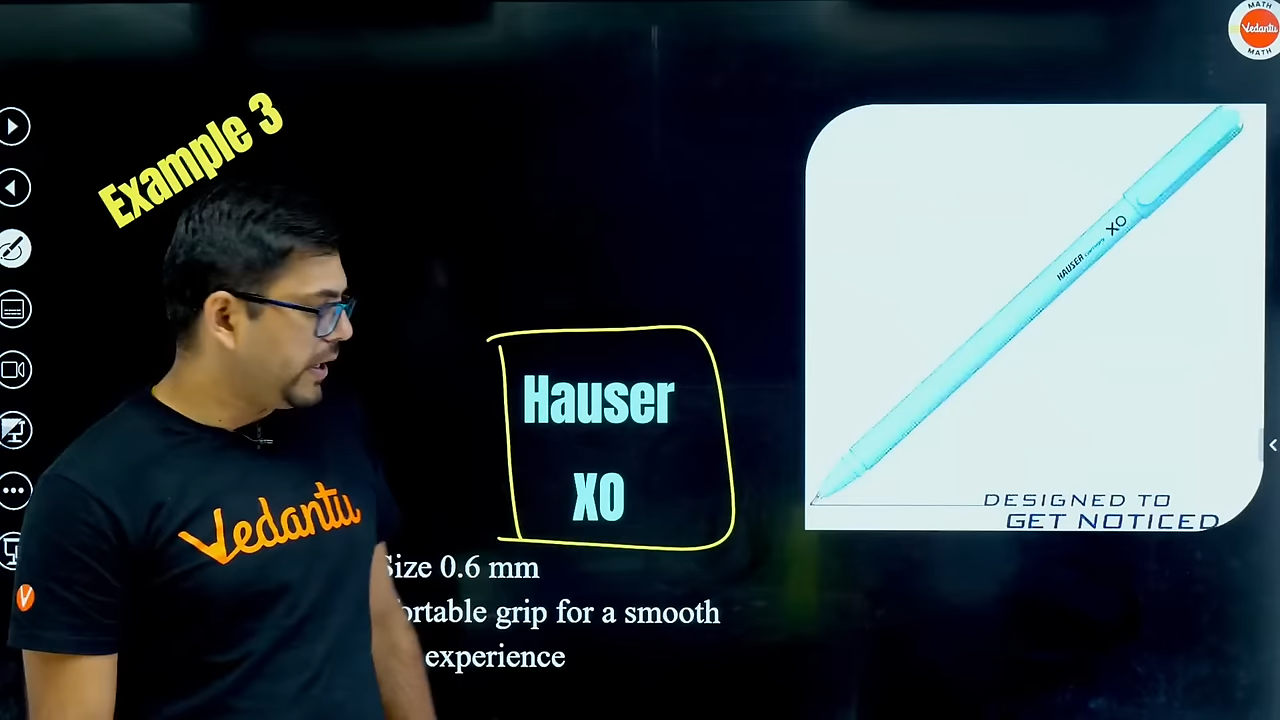 MATH
Vedantu
MATH
Example 3
HAUSER
XO
Hauser
XO
DESIGNED TO
GET NOTICED
Vedantu
V
Size 0.6 mm
grip for a smooth
experience